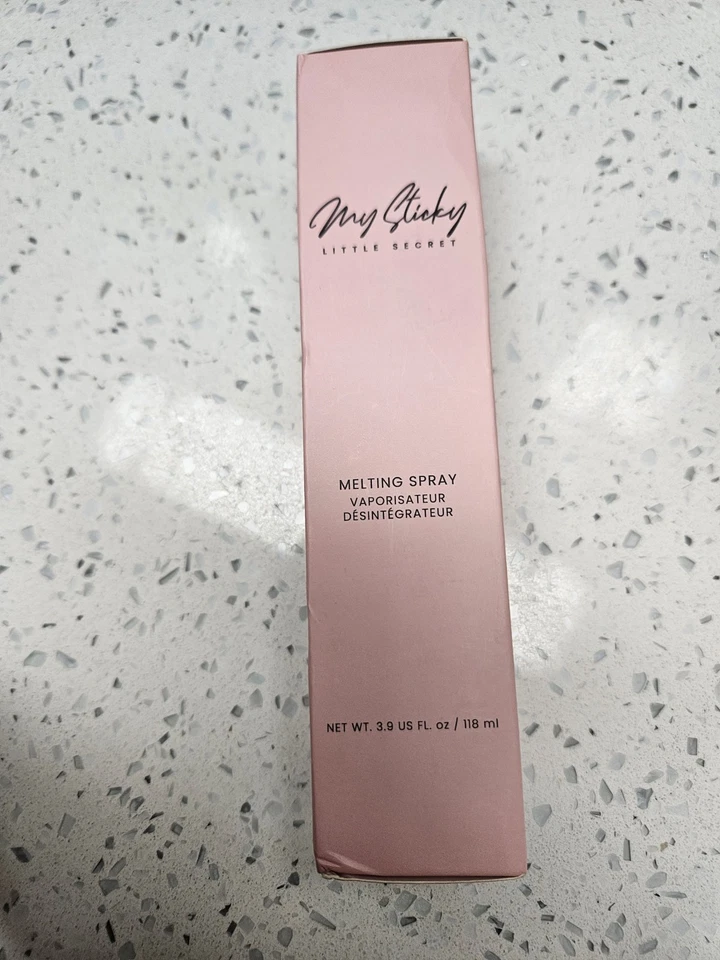 My Sticky
LITTLE SECRET
MELTING SPRAY
VAPORISATEUR
DÉSINTÉGRATEUR
NET WT. 3.9 US FL. oz / 118 ml